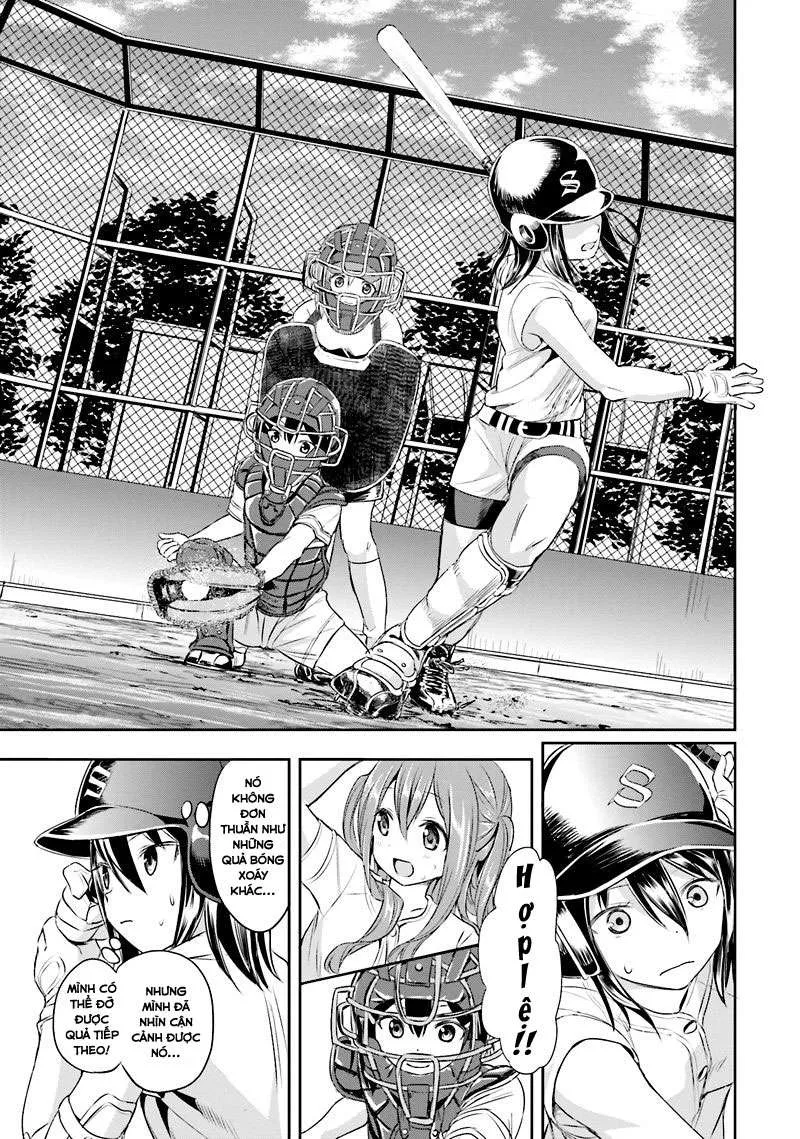 S
S
Hợp lệ!!
NÓ
KHÔNG
ĐƠN
THUẦN NHƯ
NHỮNG
QUẢ BÓNG
XOÁY
KHÁC...
NHƯNG
MÌNH ĐÃ
NHÌN CẬN
CẢNH ĐƯỢC
NÓ...
MÌNH CÓ
THỂ ĐỠ
ĐƯỢC
QUẢ TIẾP
THEO!